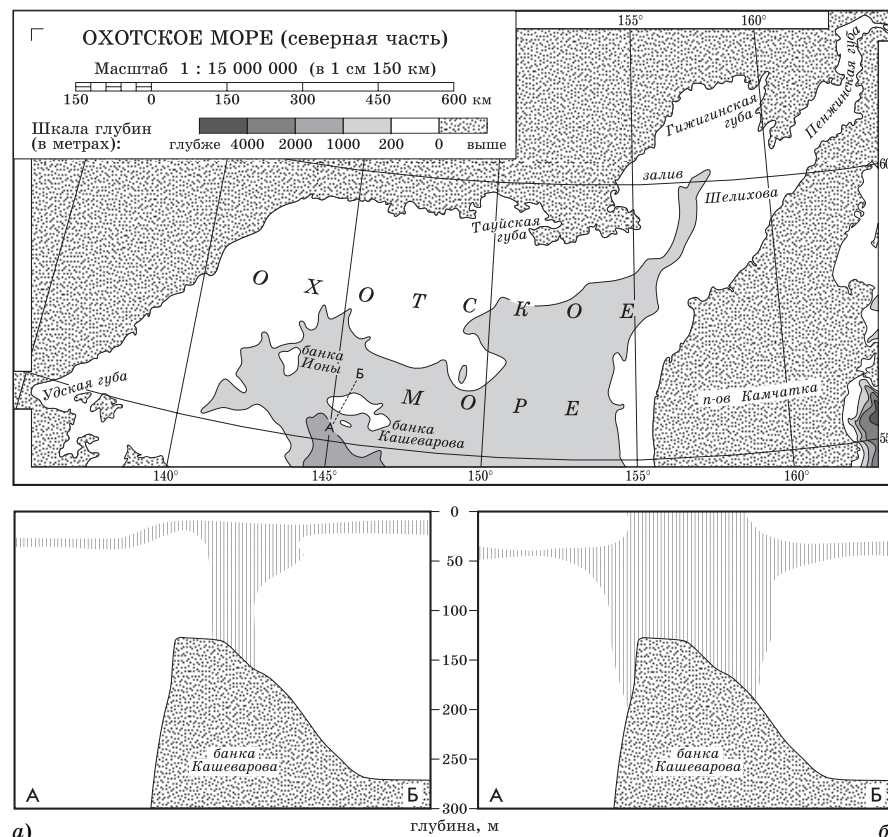 ОХОТСКОЕ МОРЕ (северная часть)
Масштаб 1 : 15 000 000 (в 1 см 150 км)
150 0 150 300 450 600 км
Шкала глубин
(в метрах):
глубже 4000 2000 1000 200 0 выше
155° 160°
Гижигинская
губа
Пенжинская губа
60
залив
Шелихова
Тауйская
губа
ОХОТСКОЕ
банка
Ионы
Б
Удская губа
МОРЕ
п-ов Камчатка
А
банка
Кашеварова
55
140° 145° 150° 155° 160°
0
50
100
150
200
250
300
банка
Кашеварова
А Б
банка
Кашеварова
А Б
глубина, м
а)
б